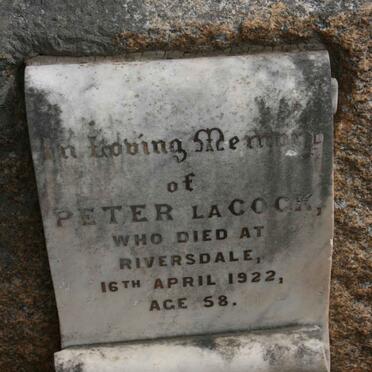 In Loving Memory
of
PETER LACOCK,
WHO DIED AT
RIVERSDALE,
16TH APRIL 1922,
AGE 58.